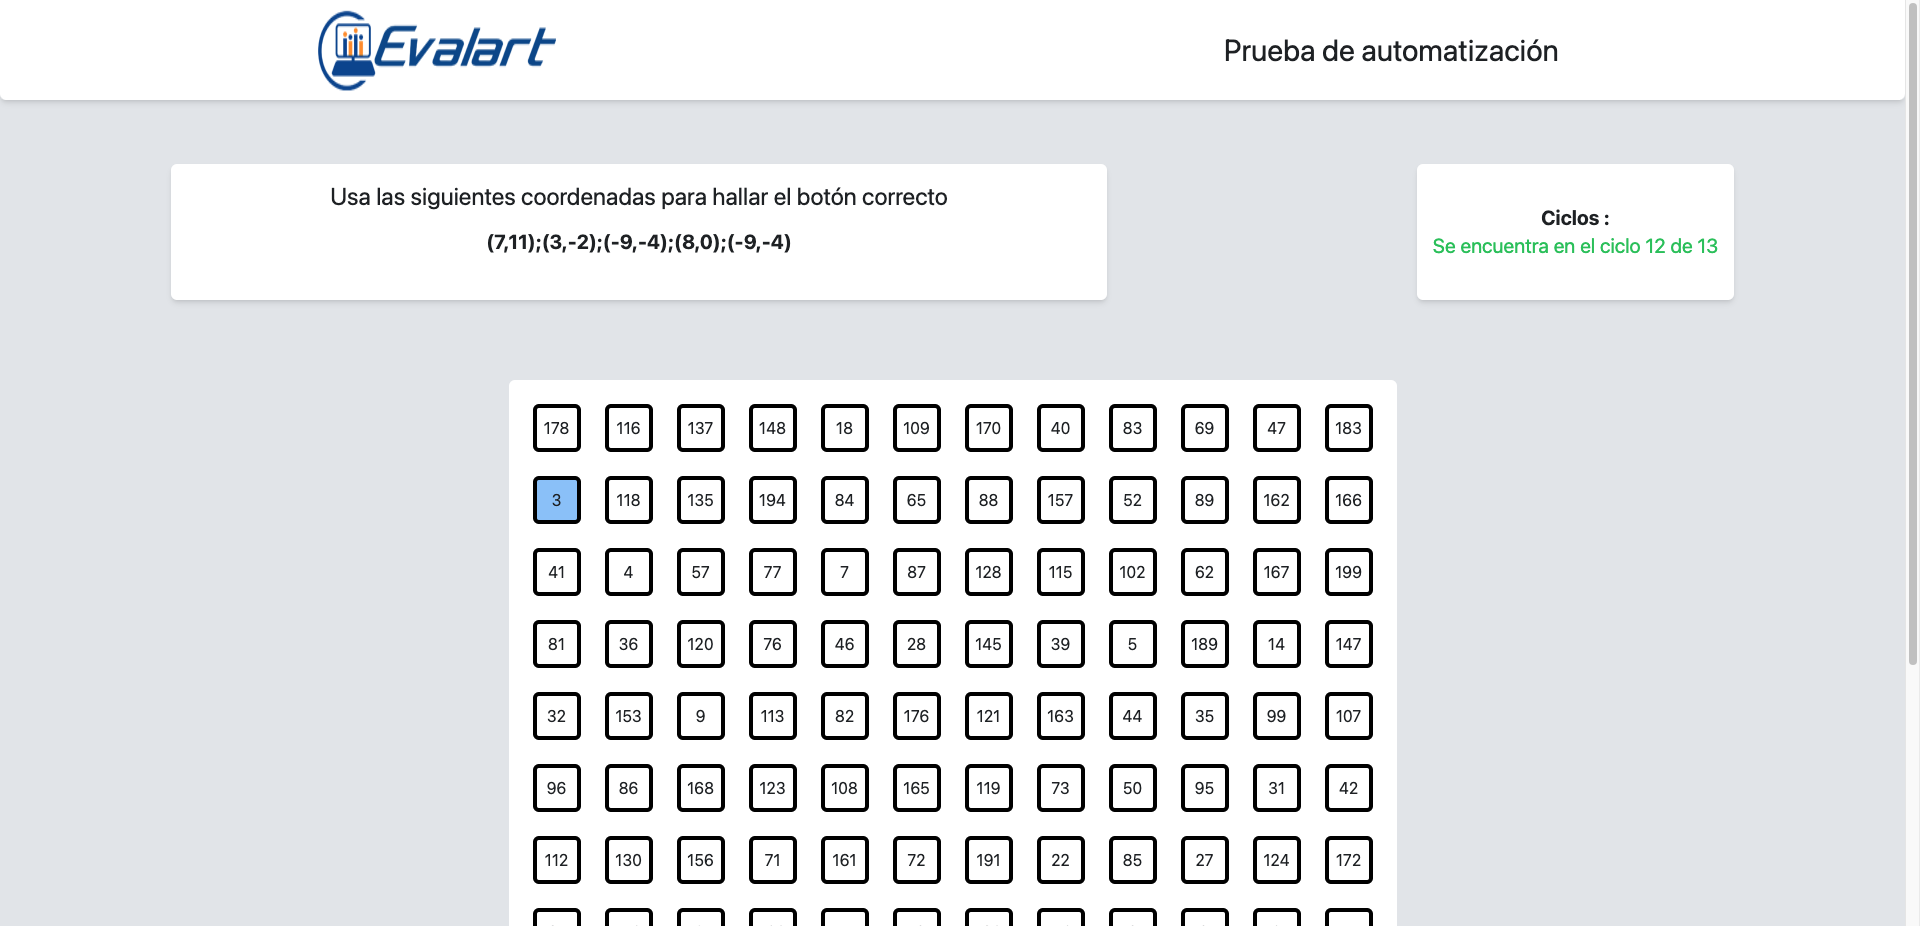 Evalart
Prueba de automatización
Usa las siguientes coordenadas para hallar el botón correcto
(7,11);(3,-2);(-9,-4);(8,0);(-9,-4)
Ciclos :
Se encuentra en el ciclo 12 de 13
178 116 137 148 18 109 170 40 83 69 47 183
3 118 135 194 84 65 88 157 52 89 162 166
41 4 57 77 7 87 128 115 102 62 167 199
81 36 120 76 46 28 145 39 5 189 14 147
32 153 9 113 82 176 121 163 44 35 99 107
96 86 168 123 108 165 119 73 50 95 31 42
112 130 156 71 161 72 191 22 85 27 124 172